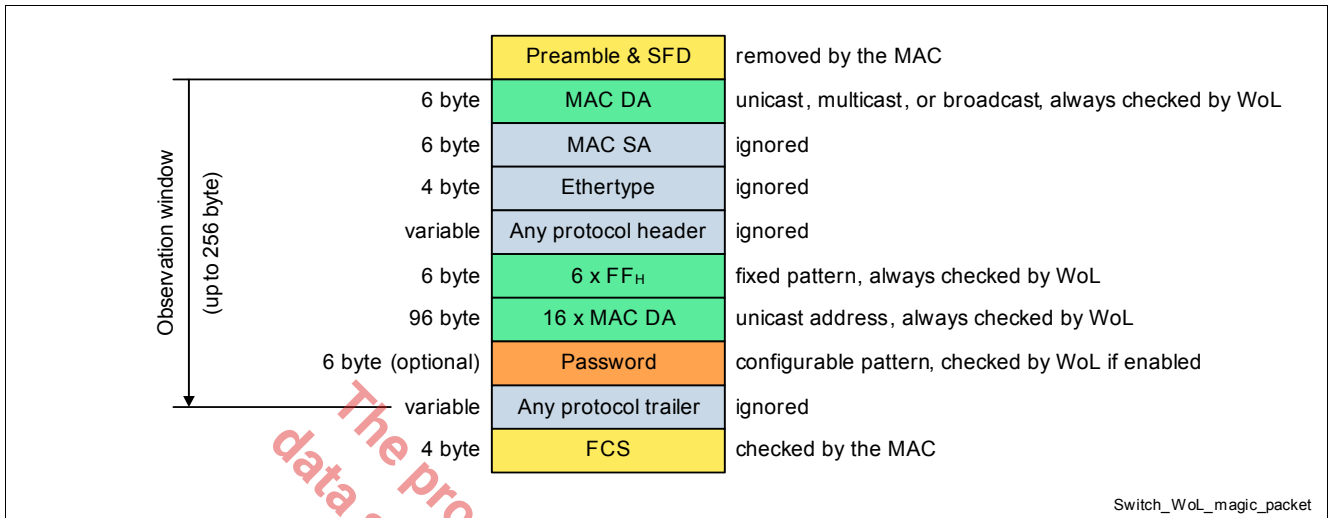 Preamble & SFD removed by the MAC
6 byte MAC DA unicast, multicast, or broadcast, always checked by WoL
6 byte MAC SA ignored
4 byte Ethertype ignored
variable Any protocol header ignored
6 byte 6 x FFH fixed pattern, always checked by WoL
96 byte 16 x MAC DA unicast address, always checked by WoL
6 byte (optional) Password configurable pattern, checked by WoL if enabled
variable Any protocol trailer ignored
4 byte FCS checked by the MAC
Observation window
(up to 256 byte)
The pro
data
Switch_WoL_magic_packet